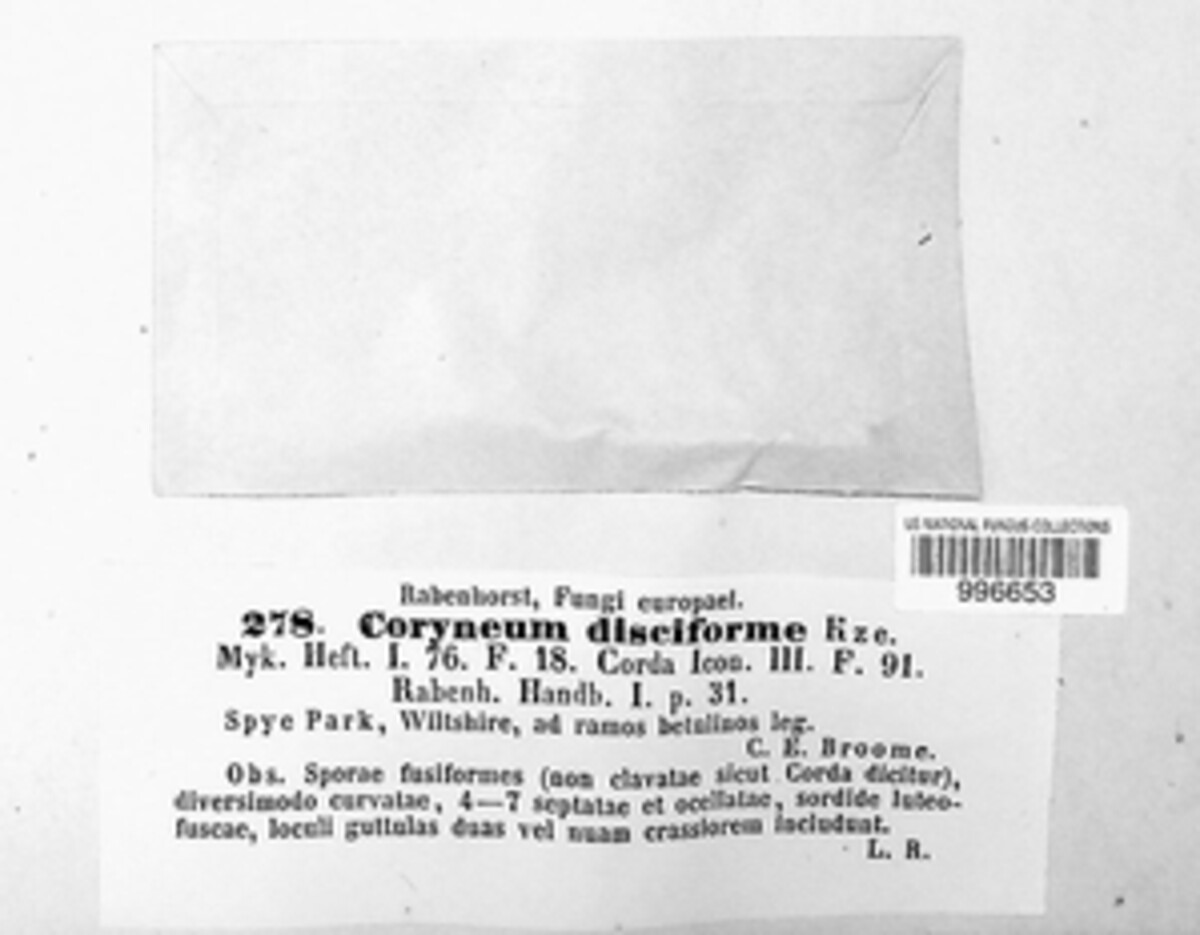 US NATIONAL FUNGUS COLLECTIONS
996653
Rabenhorst, Fungi europaei.
278. Coryneum disciforme Kze.
Myk. Heft. I. 76. F. 18. Corda Icon. III. F. 91.
Rabenh. Handb. I. p. 31.
Spye Park, Wiltshire, ad ramos betulinos leg.
C. E. Broome.
Obs. Sporae fusiformes (non clavatae sicut Corda dicitur),
diversimodo curvatae, 4—7 septatae et ocellatae, sordide luteo-
fuscae, loculi guttulas duas vel nuam crassiorem includunt.
L. R.